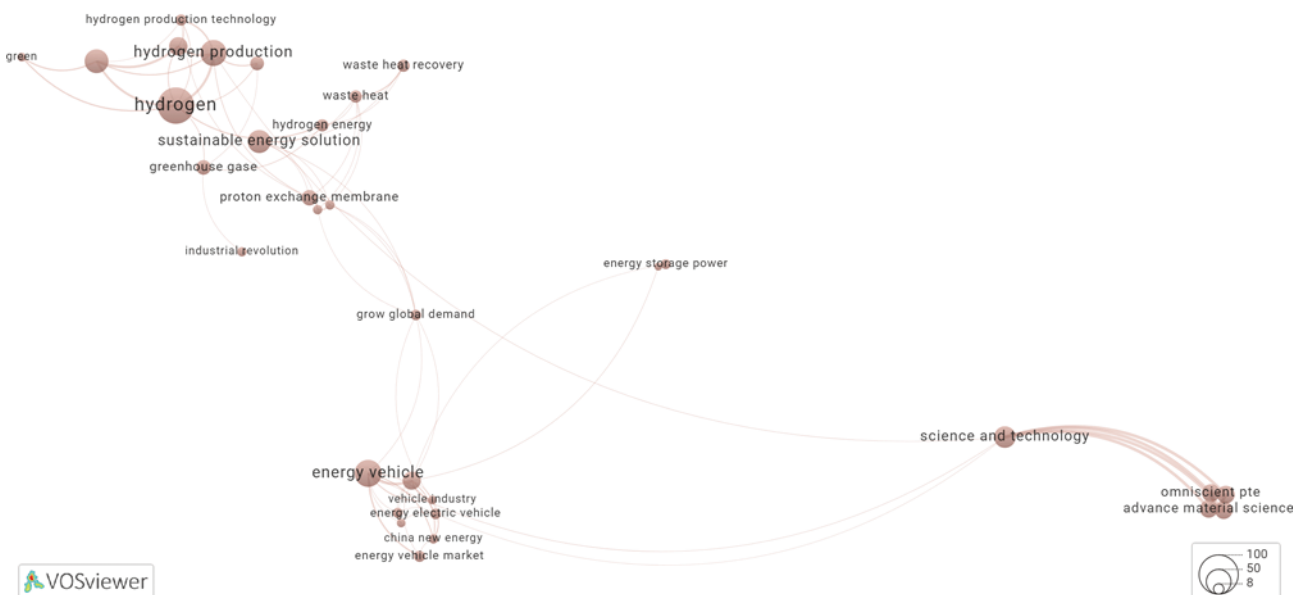 hydrogen production technology
green
hydrogen production
waste heat recovery
waste heat
hydrogen
hydrogen energy
sustainable energy solution
greenhouse gase
proton exchange membrane
industrial revolution
energy storage power
grow global demand
science and technology
energy vehicle
vehicle industry
energy electric vehicle
china new energy
energy vehicle market
omniscient pte
advance material science
100
50
8
VOSviewer